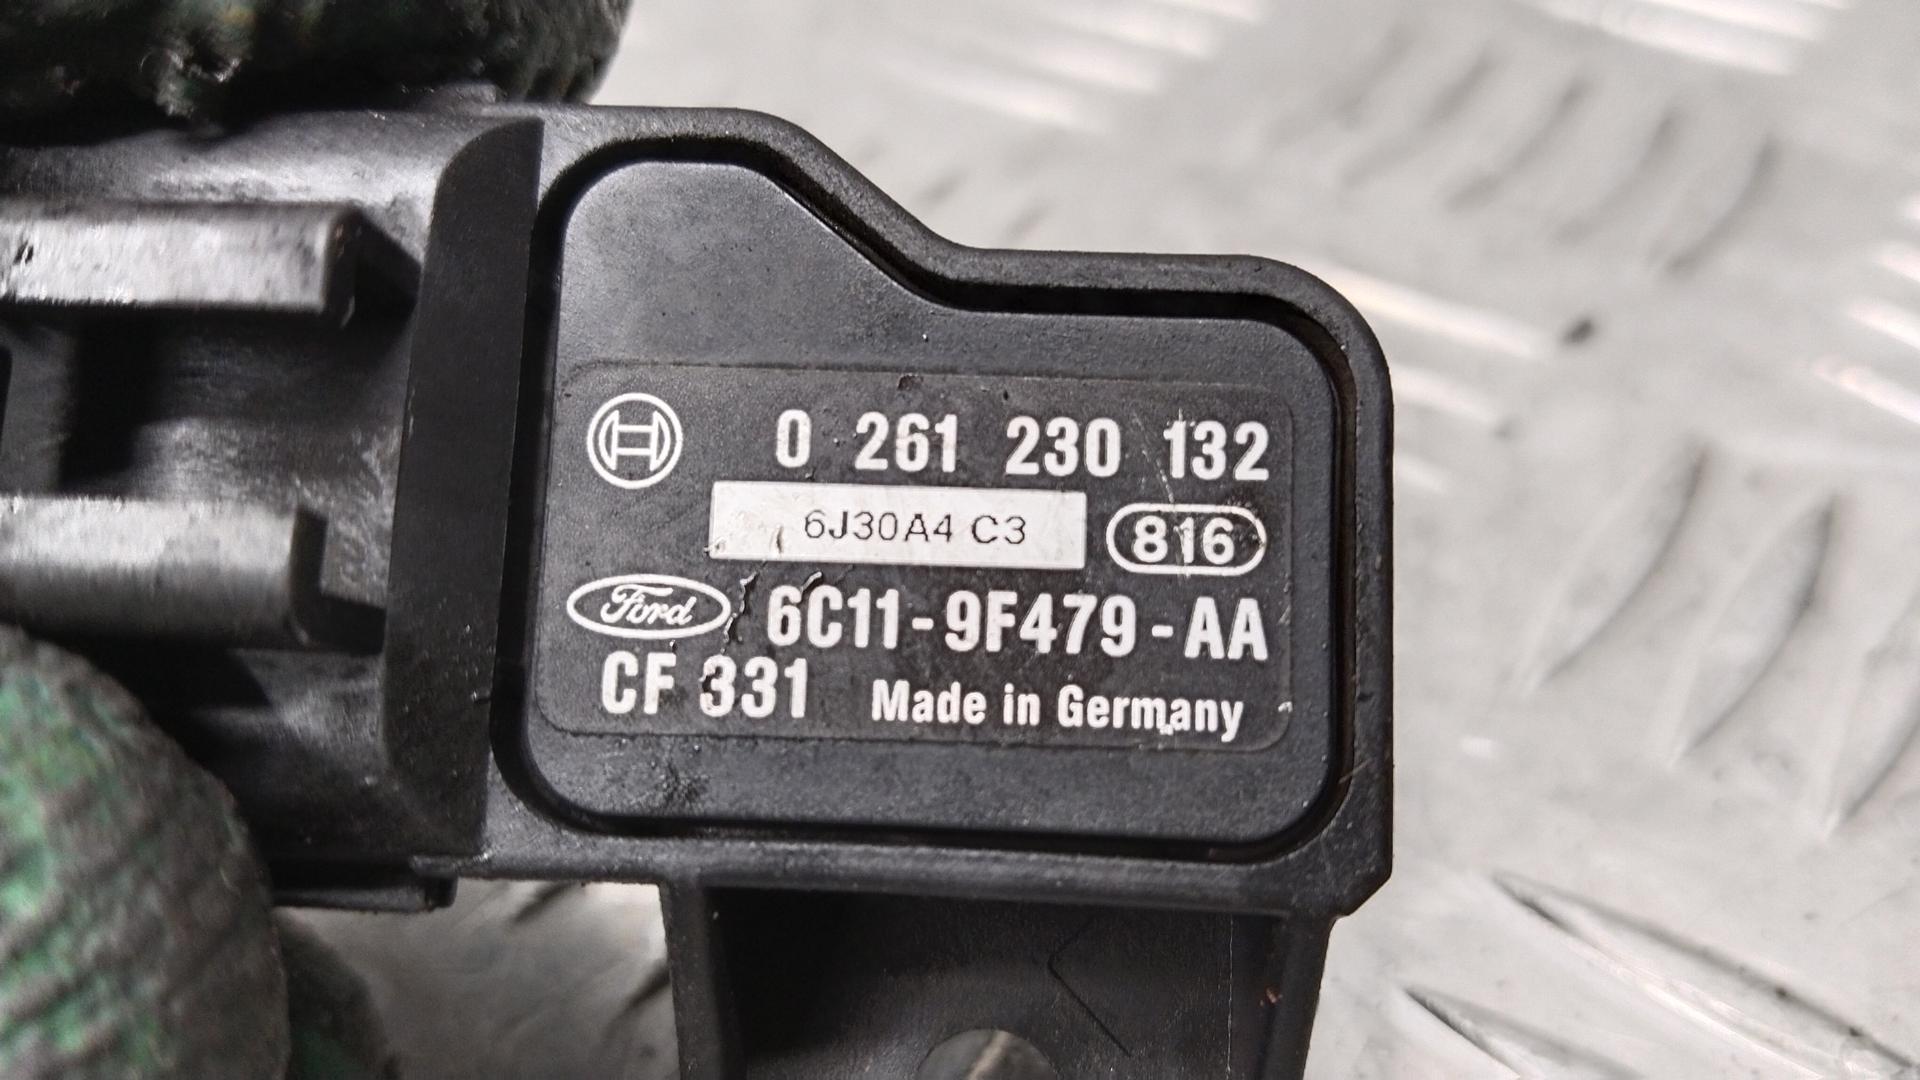 0 261 230 132
6J30A4 C3 816
Ford 6C11-9F479-AA
CF 331 Made in Germany